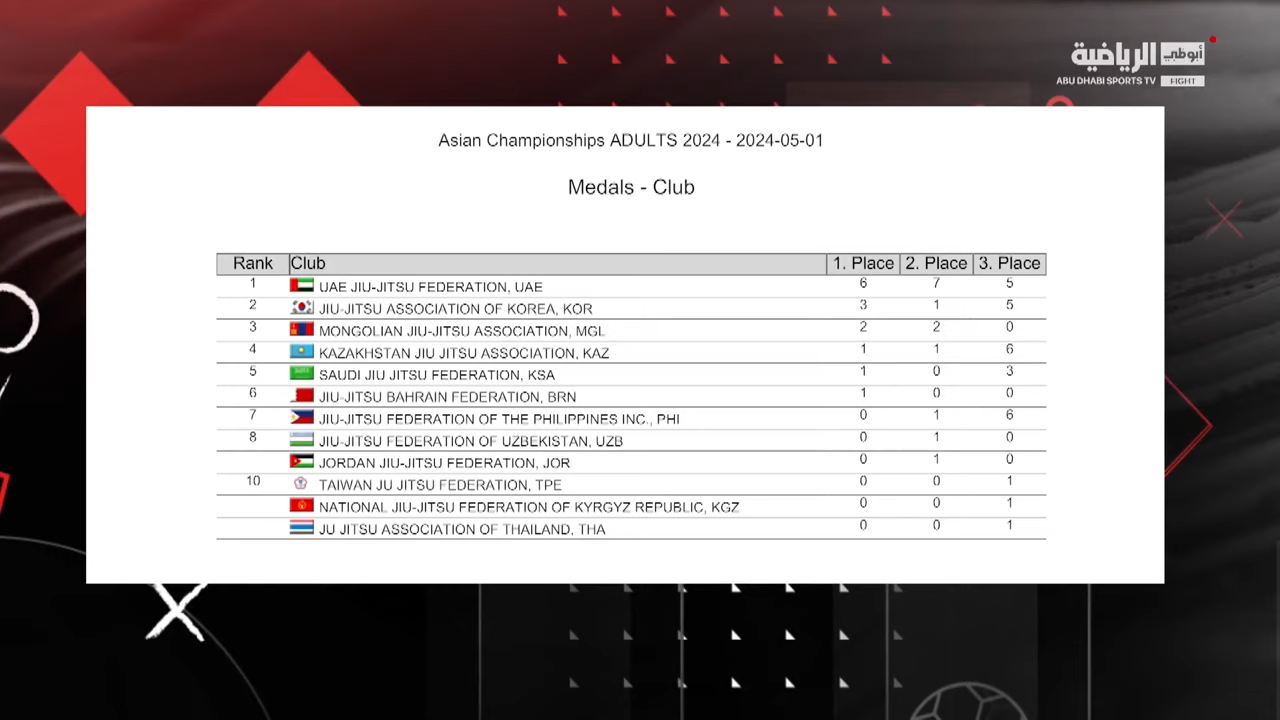 أبوظبي الرياضية
ABU DHABI SPORTS TV FIGHT
Asian Championships ADULTS 2024 - 2024-05-01
Medals - Club
Rank Club 1. Place 2. Place 3. Place
1 UAE JIU-JITSU FEDERATION, UAE 6 7 5
2 JIU-JITSU ASSOCIATION OF KOREA, KOR 3 1 5
3 MONGOLIAN JIU-JITSU ASSOCIATION, MGL 2 2 0
4 KAZAKHSTAN JIU JITSU ASSOCIATION, KAZ 1 1 6
5 SAUDI JIU JITSU FEDERATION, KSA 1 0 3
6 JIU-JITSU BAHRAIN FEDERATION, BRN 1 0 0
7 JIU-JITSU FEDERATION OF THE PHILIPPINES INC., PHI 0 1 6
8 JIU-JITSU FEDERATION OF UZBEKISTAN, UZB 0 1 0
JORDAN JIU-JITSU FEDERATION, JOR 0 1 0
10 TAIWAN JU JITSU FEDERATION, TPE 0 0 1
NATIONAL JIU-JITSU FEDERATION OF KYRGYZ REPUBLIC, KGZ 0 0 1
JU JITSU ASSOCIATION OF THAILAND, THA 0 0 1